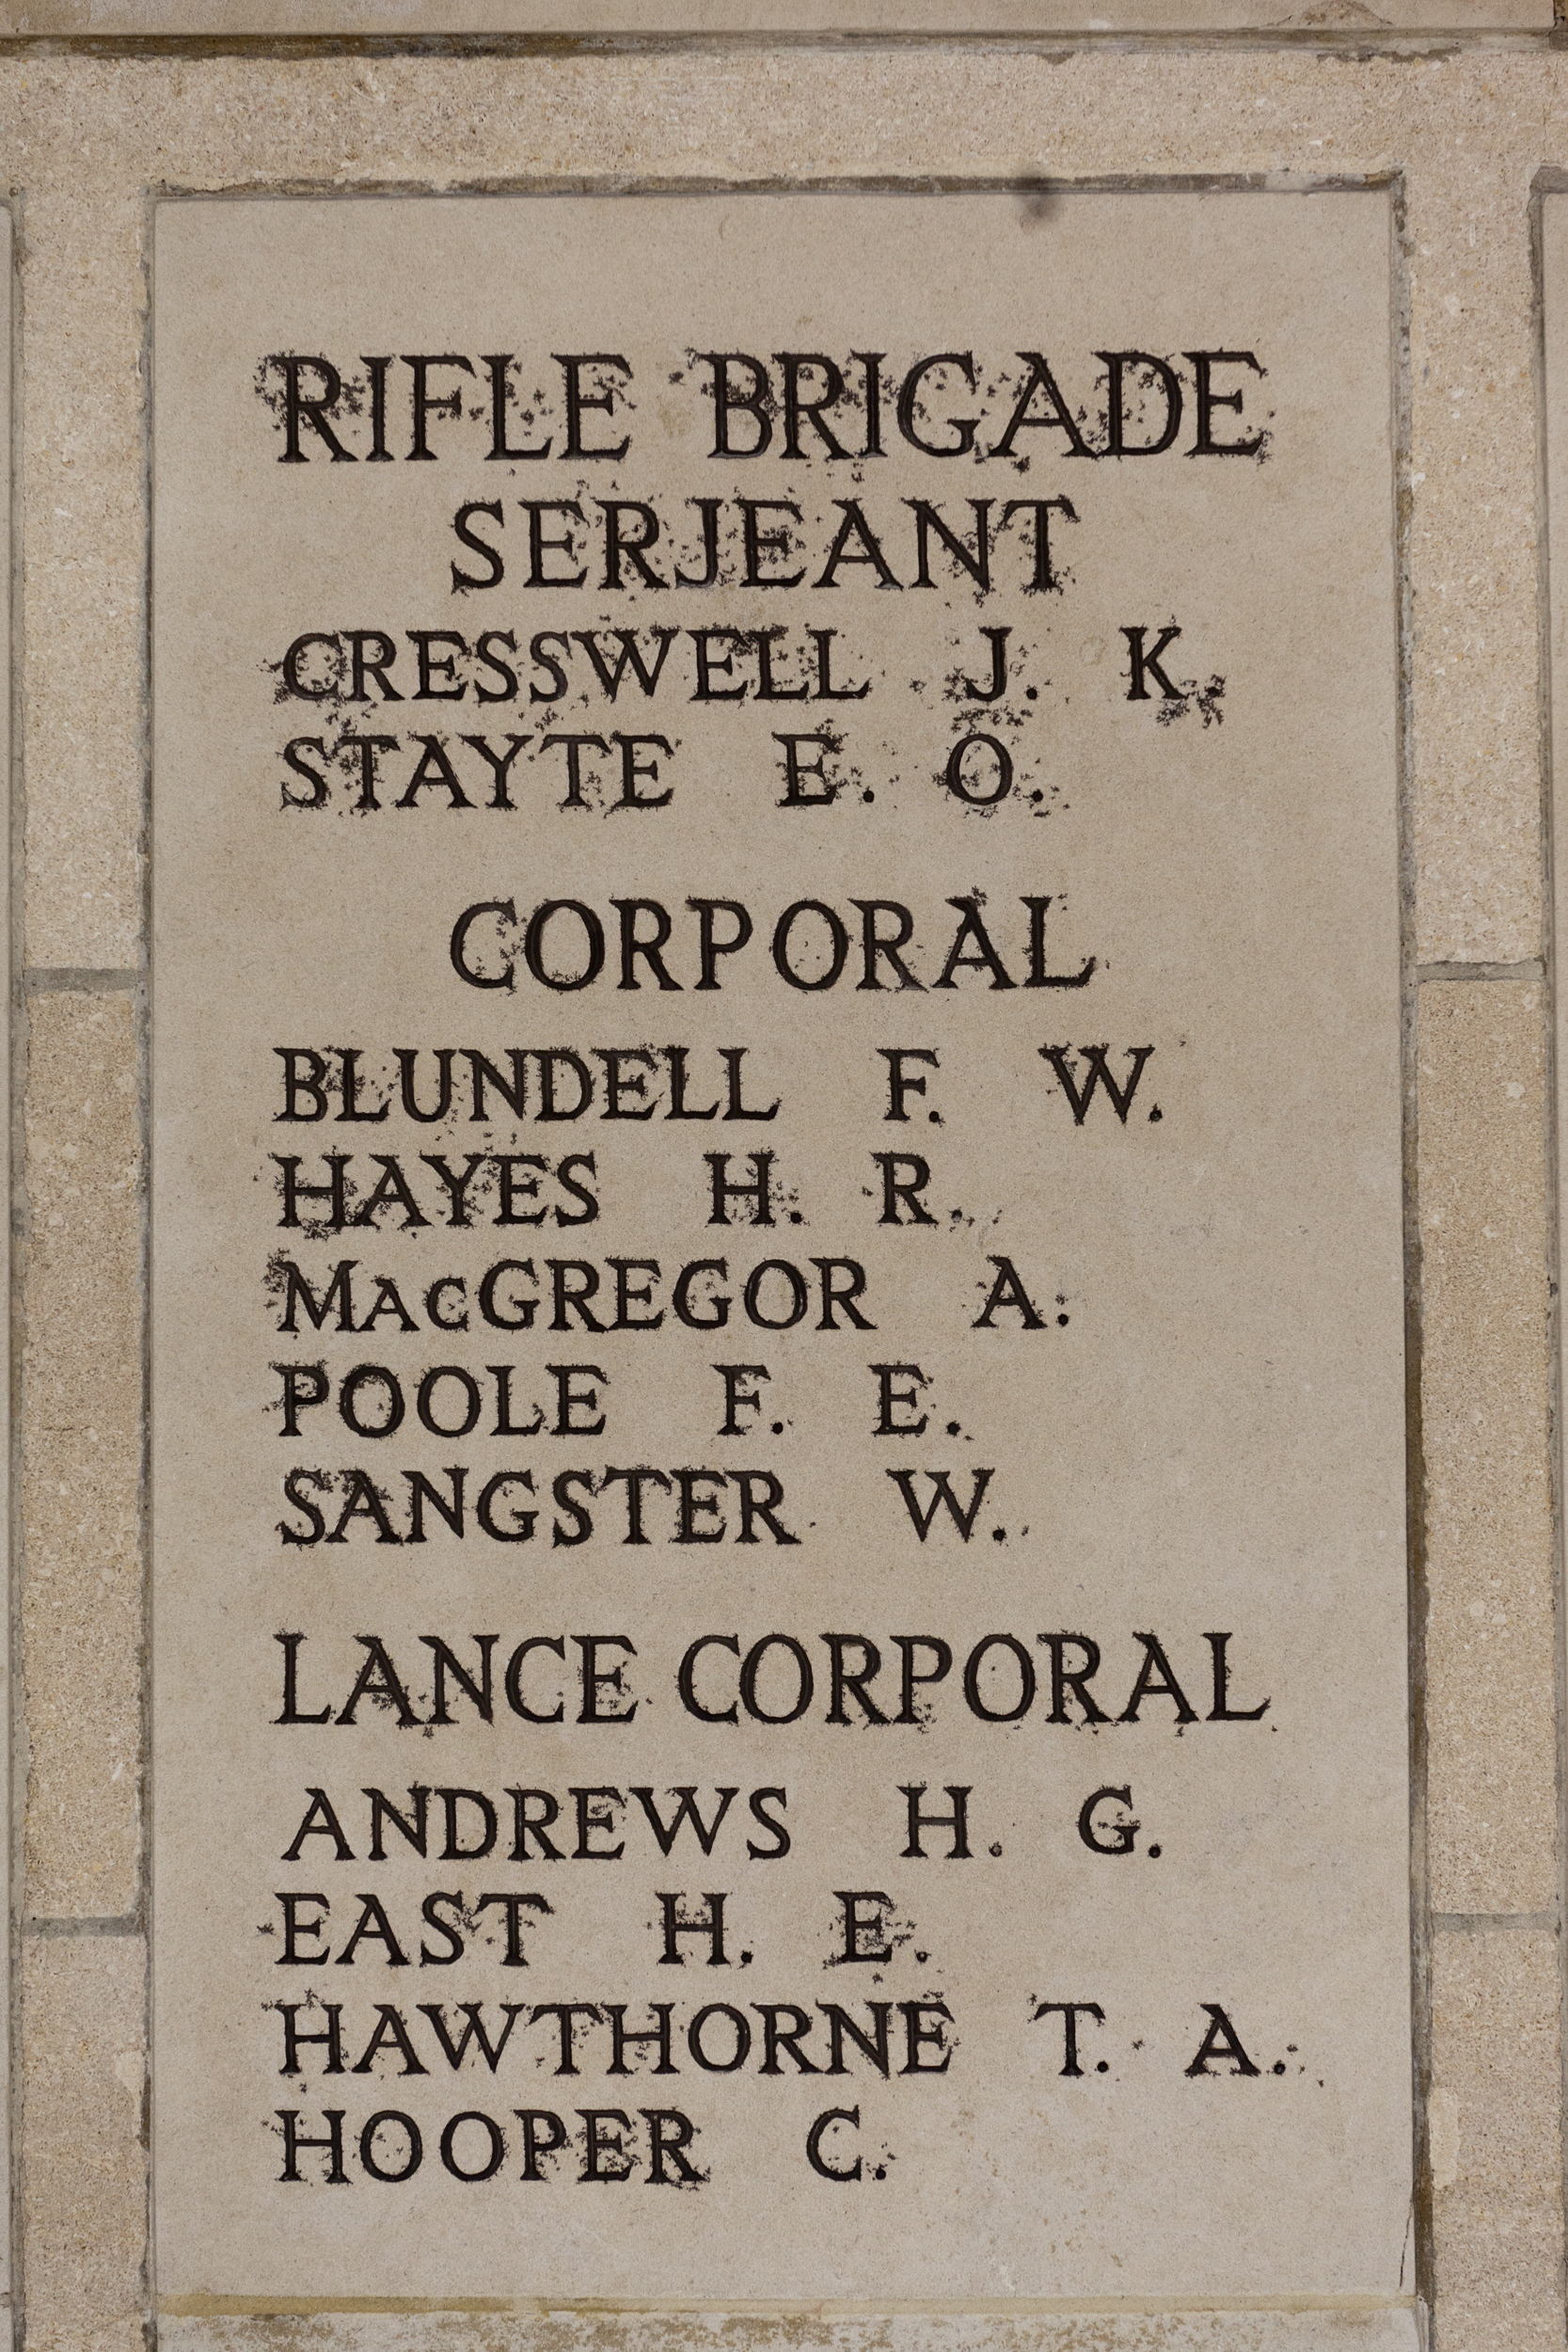 RIFLE BRIGADE
SERJEANT
CRESSWELL J. K.
STAYTE E. O.
CORPORAL
BLUNDELL F. W.
HAYES H. R.
MacGREGOR A.
POOLE F. E.
SANGSTER W.
LANCE CORPORAL
ANDREWS H. G.
EAST H. E.
HAWTHORNE T. A.
HOOPER C.